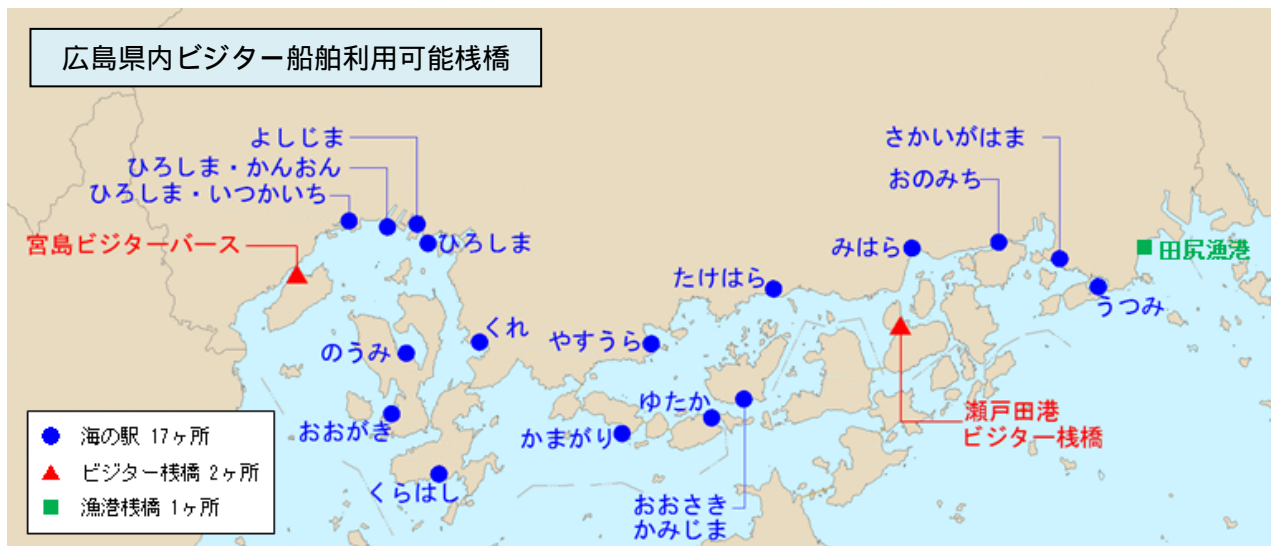 広島県内ビジター船舶利用可能桟橋
よしじま
ひろしま・かんおん
ひろしま・いつかいち
宮島ビジターバース
ひろしま
さかいがはま
おのみち
みはら
田尻漁港
たけはら
うつみ
くれ
やすうら
のうみ
ゆたか
おおがき
かまがり
瀬戸田港
ビジター桟橋
くらはし
おおさき
かみじま
海の駅 17ヶ所
ビジター桟橋 2ヶ所
漁港桟橋 1ヶ所